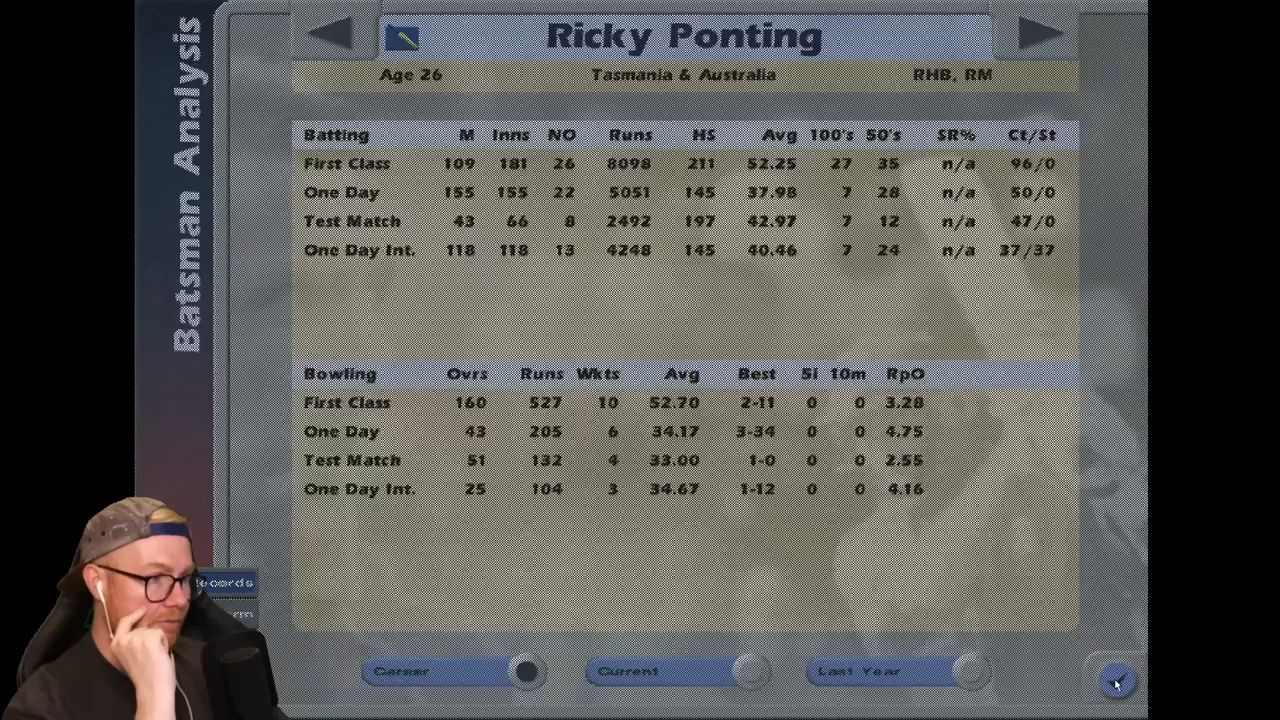 Batsman Analysis
Ricky Ponting
Age 26 Tasmania & Australia RHB, RM
Batting M Inns NO Runs HS Avg 100's 50's SR% Ct/St
First Class 109 181 26 8098 211 52.25 27 35 n/a 96/0
One Day 155 155 22 5051 145 37.98 7 28 n/a 50/0
Test Match 43 66 8 2492 197 42.97 7 12 n/a 47/0
One Day Int. 118 118 13 4248 145 40.46 7 24 n/a 37/37
Bowling Ovrs Runs Wkts Avg Best 5i 10m RpO
First Class 160 527 10 52.70 2-11 0 0 3.28
One Day 43 205 6 34.17 3-34 0 0 4.75
Test Match 51 132 4 33.00 1-0 0 0 2.55
One Day Int. 25 104 3 34.67 1-12 0 0 4.16
Career Current Last Year